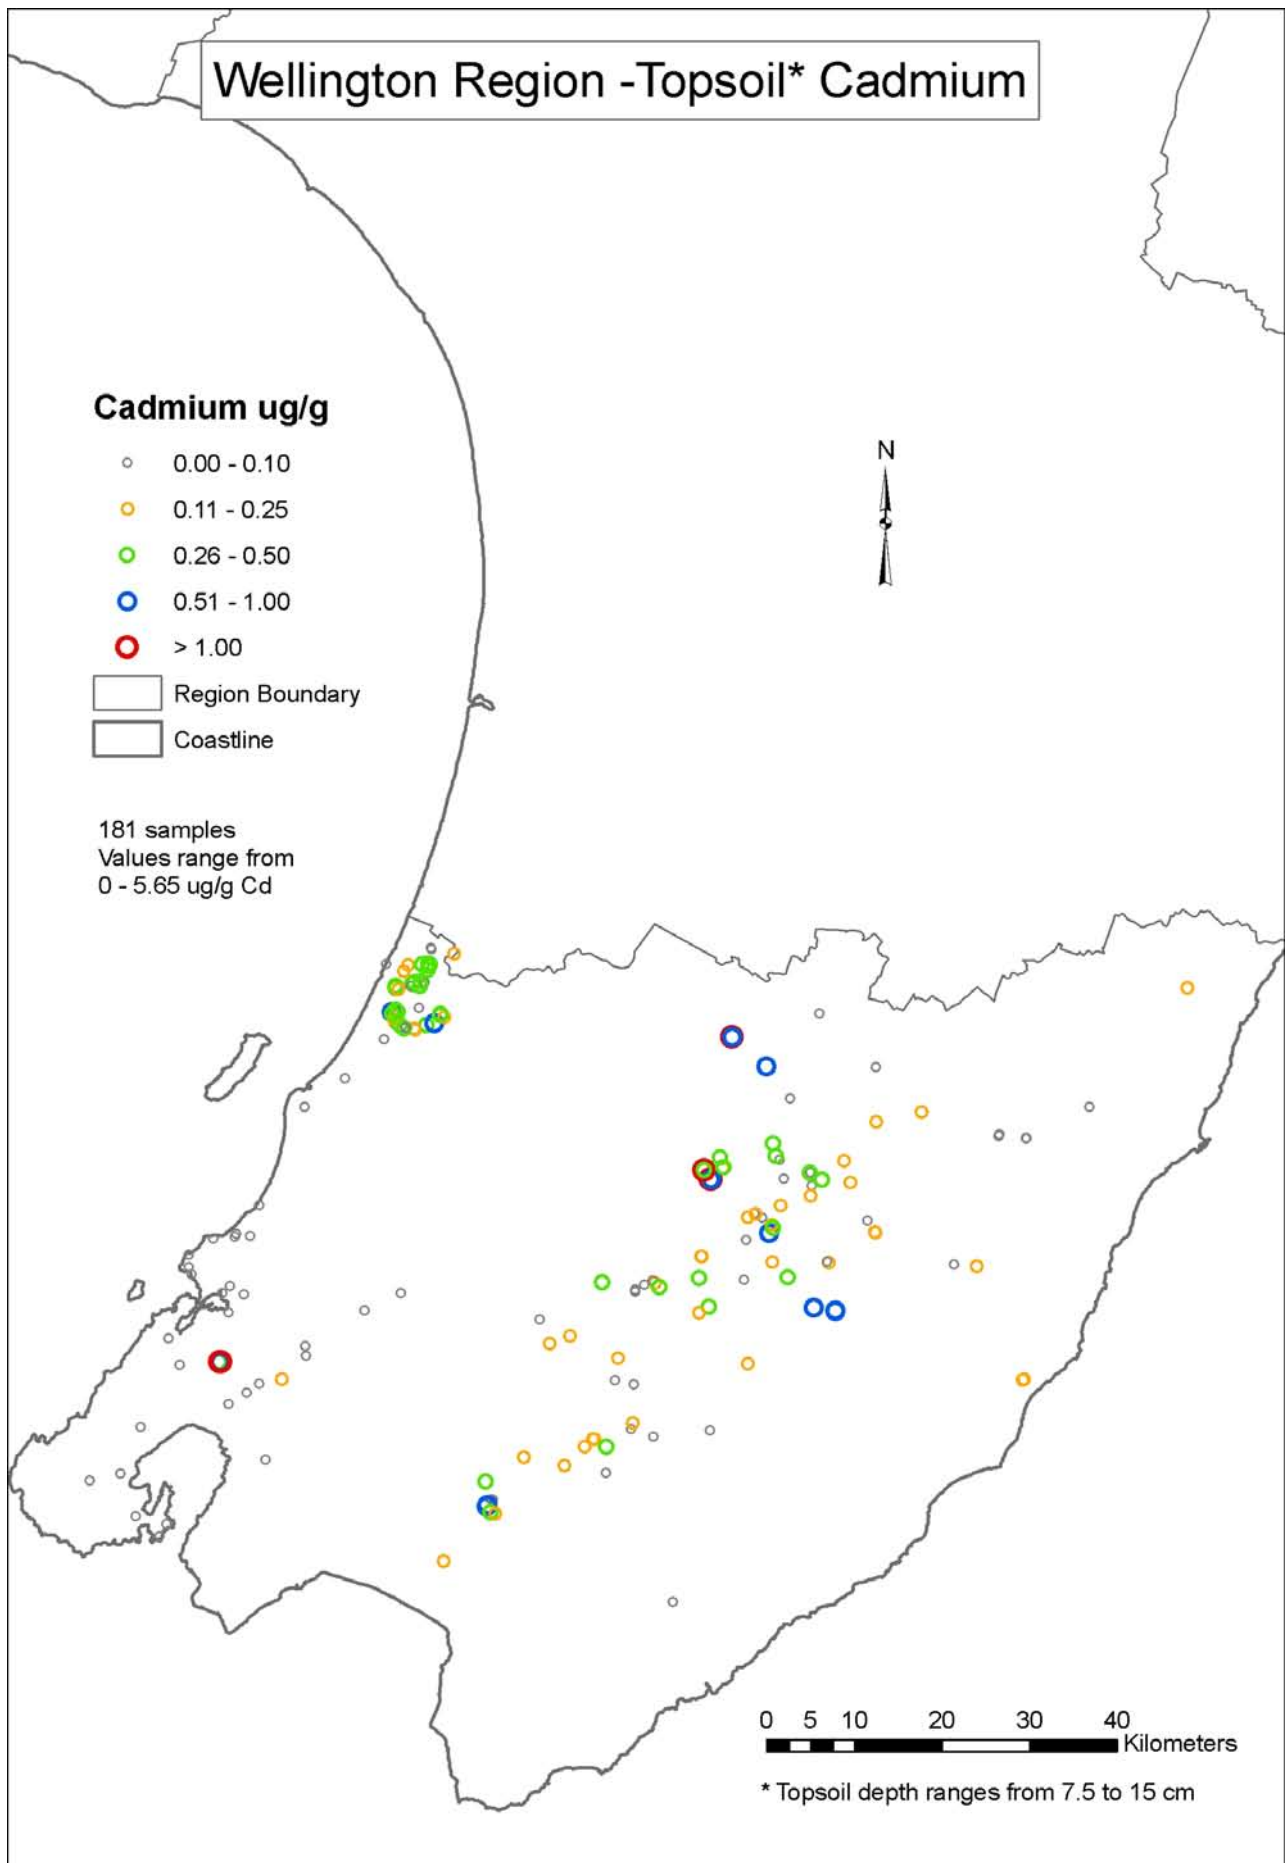 Wellington Region -Topsoil* Cadmium
Cadmium ug/g
0.00 - 0.10
0.11 - 0.25
0.26 - 0.50
0.51 - 1.00
> 1.00
Region Boundary
Coastline
N
181 samples
Values range from
0 - 5.65 ug/g Cd
0 5 10 20 30 40
Kilometers
* Topsoil depth ranges from 7.5 to 15 cm